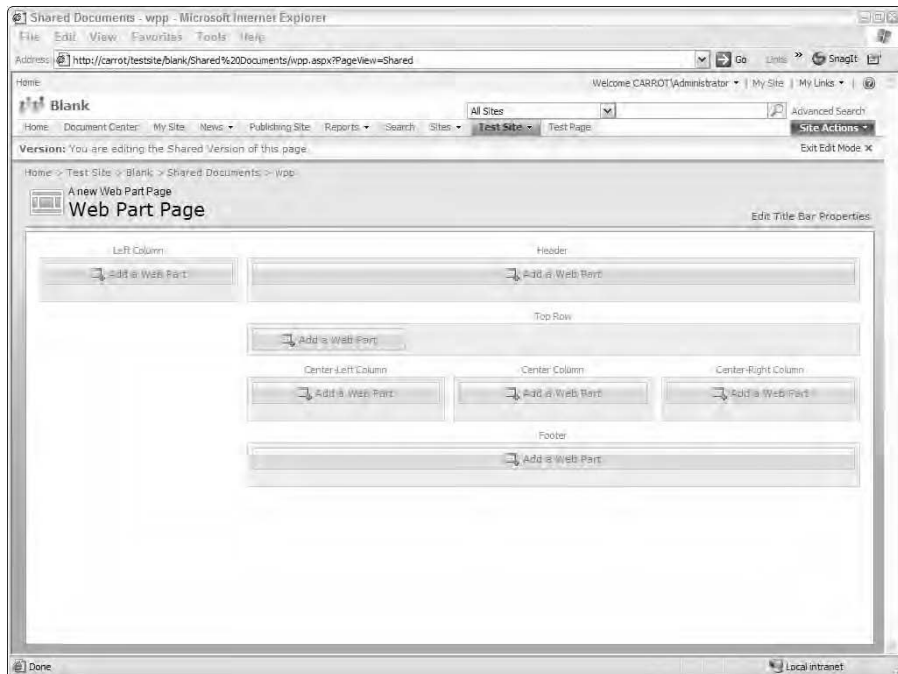 Shared Documents - wpp - Microsoft Internet Explorer
File Edit View Favorites Tools Help
Address http://carrot/testsite/blank/Shared%20Documents/wpp.aspx?PageView=Shared Go Links » SnagIt
Home Welcome CARROT\Administrator | My Site | My Links |
Blank
All Sites Advanced Search
Home Document Center My Site News Publishing Site Reports Search Sites Test Site Test Page Site Actions
Version: You are editing the Shared Version of this page Exit Edit Mode ×
Home > Test Site > Blank > Shared Documents > wpp
A new Web Part Page
Web Part Page
Edit Title Bar Properties
Left Column Header
Add a Web Part Add a Web Part
Top Row
Add a Web Part
Center-Left Column Center Column Center-Right Column
Add a Web Part Add a Web Part Add a Web Part
Footer
Add a Web Part
Done Local intranet